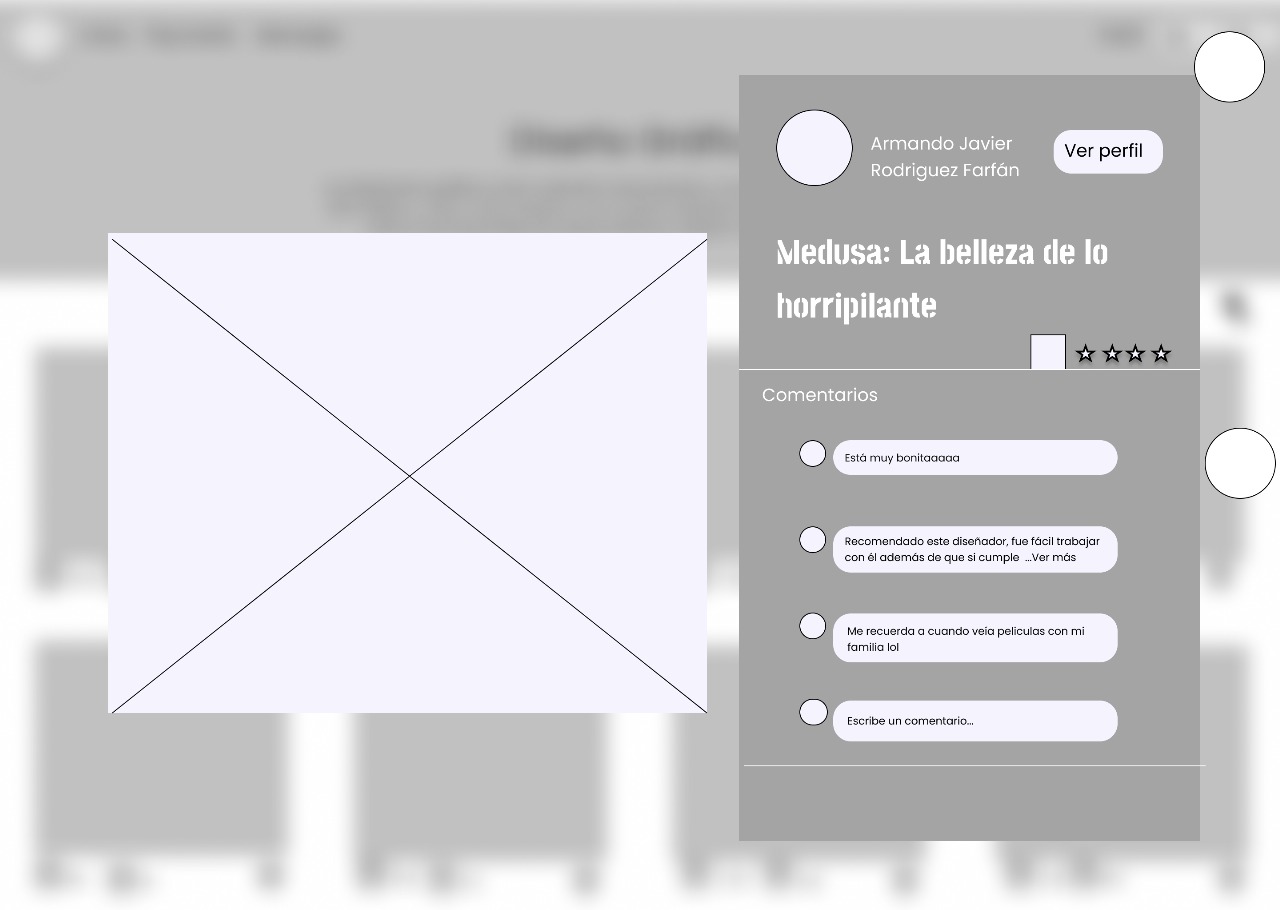 Armando Javier
Rodriguez Farfán
Ver perfil
Medusa: La belleza de lo
horripilante
Comentarios
Está muy bonitaaaaa
Recomendado este diseñador, fue fácil trabajar
con él además de que si cumple ...Ver más
Me recuerda a cuando veía peliculas con mi
familia lol
Escribe un comentario...